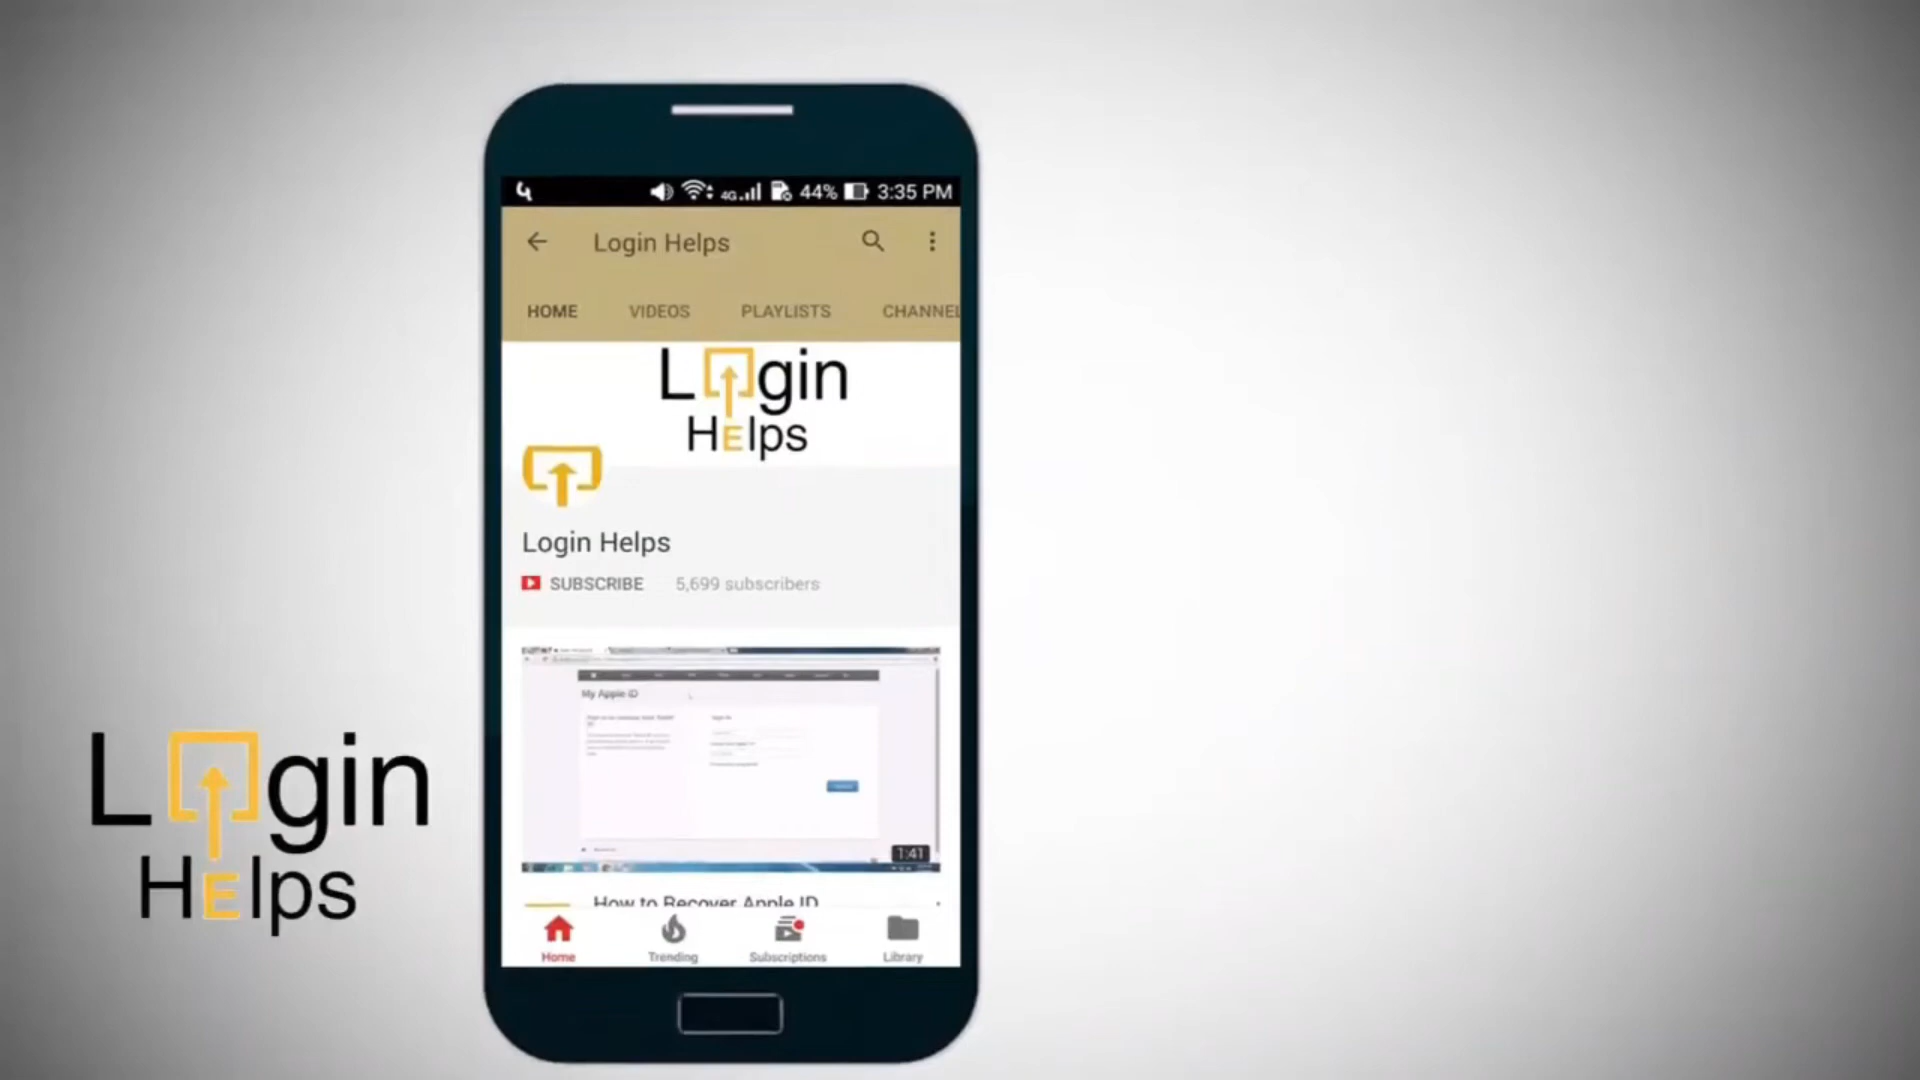 4G 44% 3:35 PM
Login Helps
HOME VIDEOS PLAYLISTS CHANNEL
Login
Helps
Login Helps
SUBSCRIBE 5,699 subscribers
My Apple ID
1:41
How to Recover Apple ID
Home Trending Subscriptions Library
Login
Helps